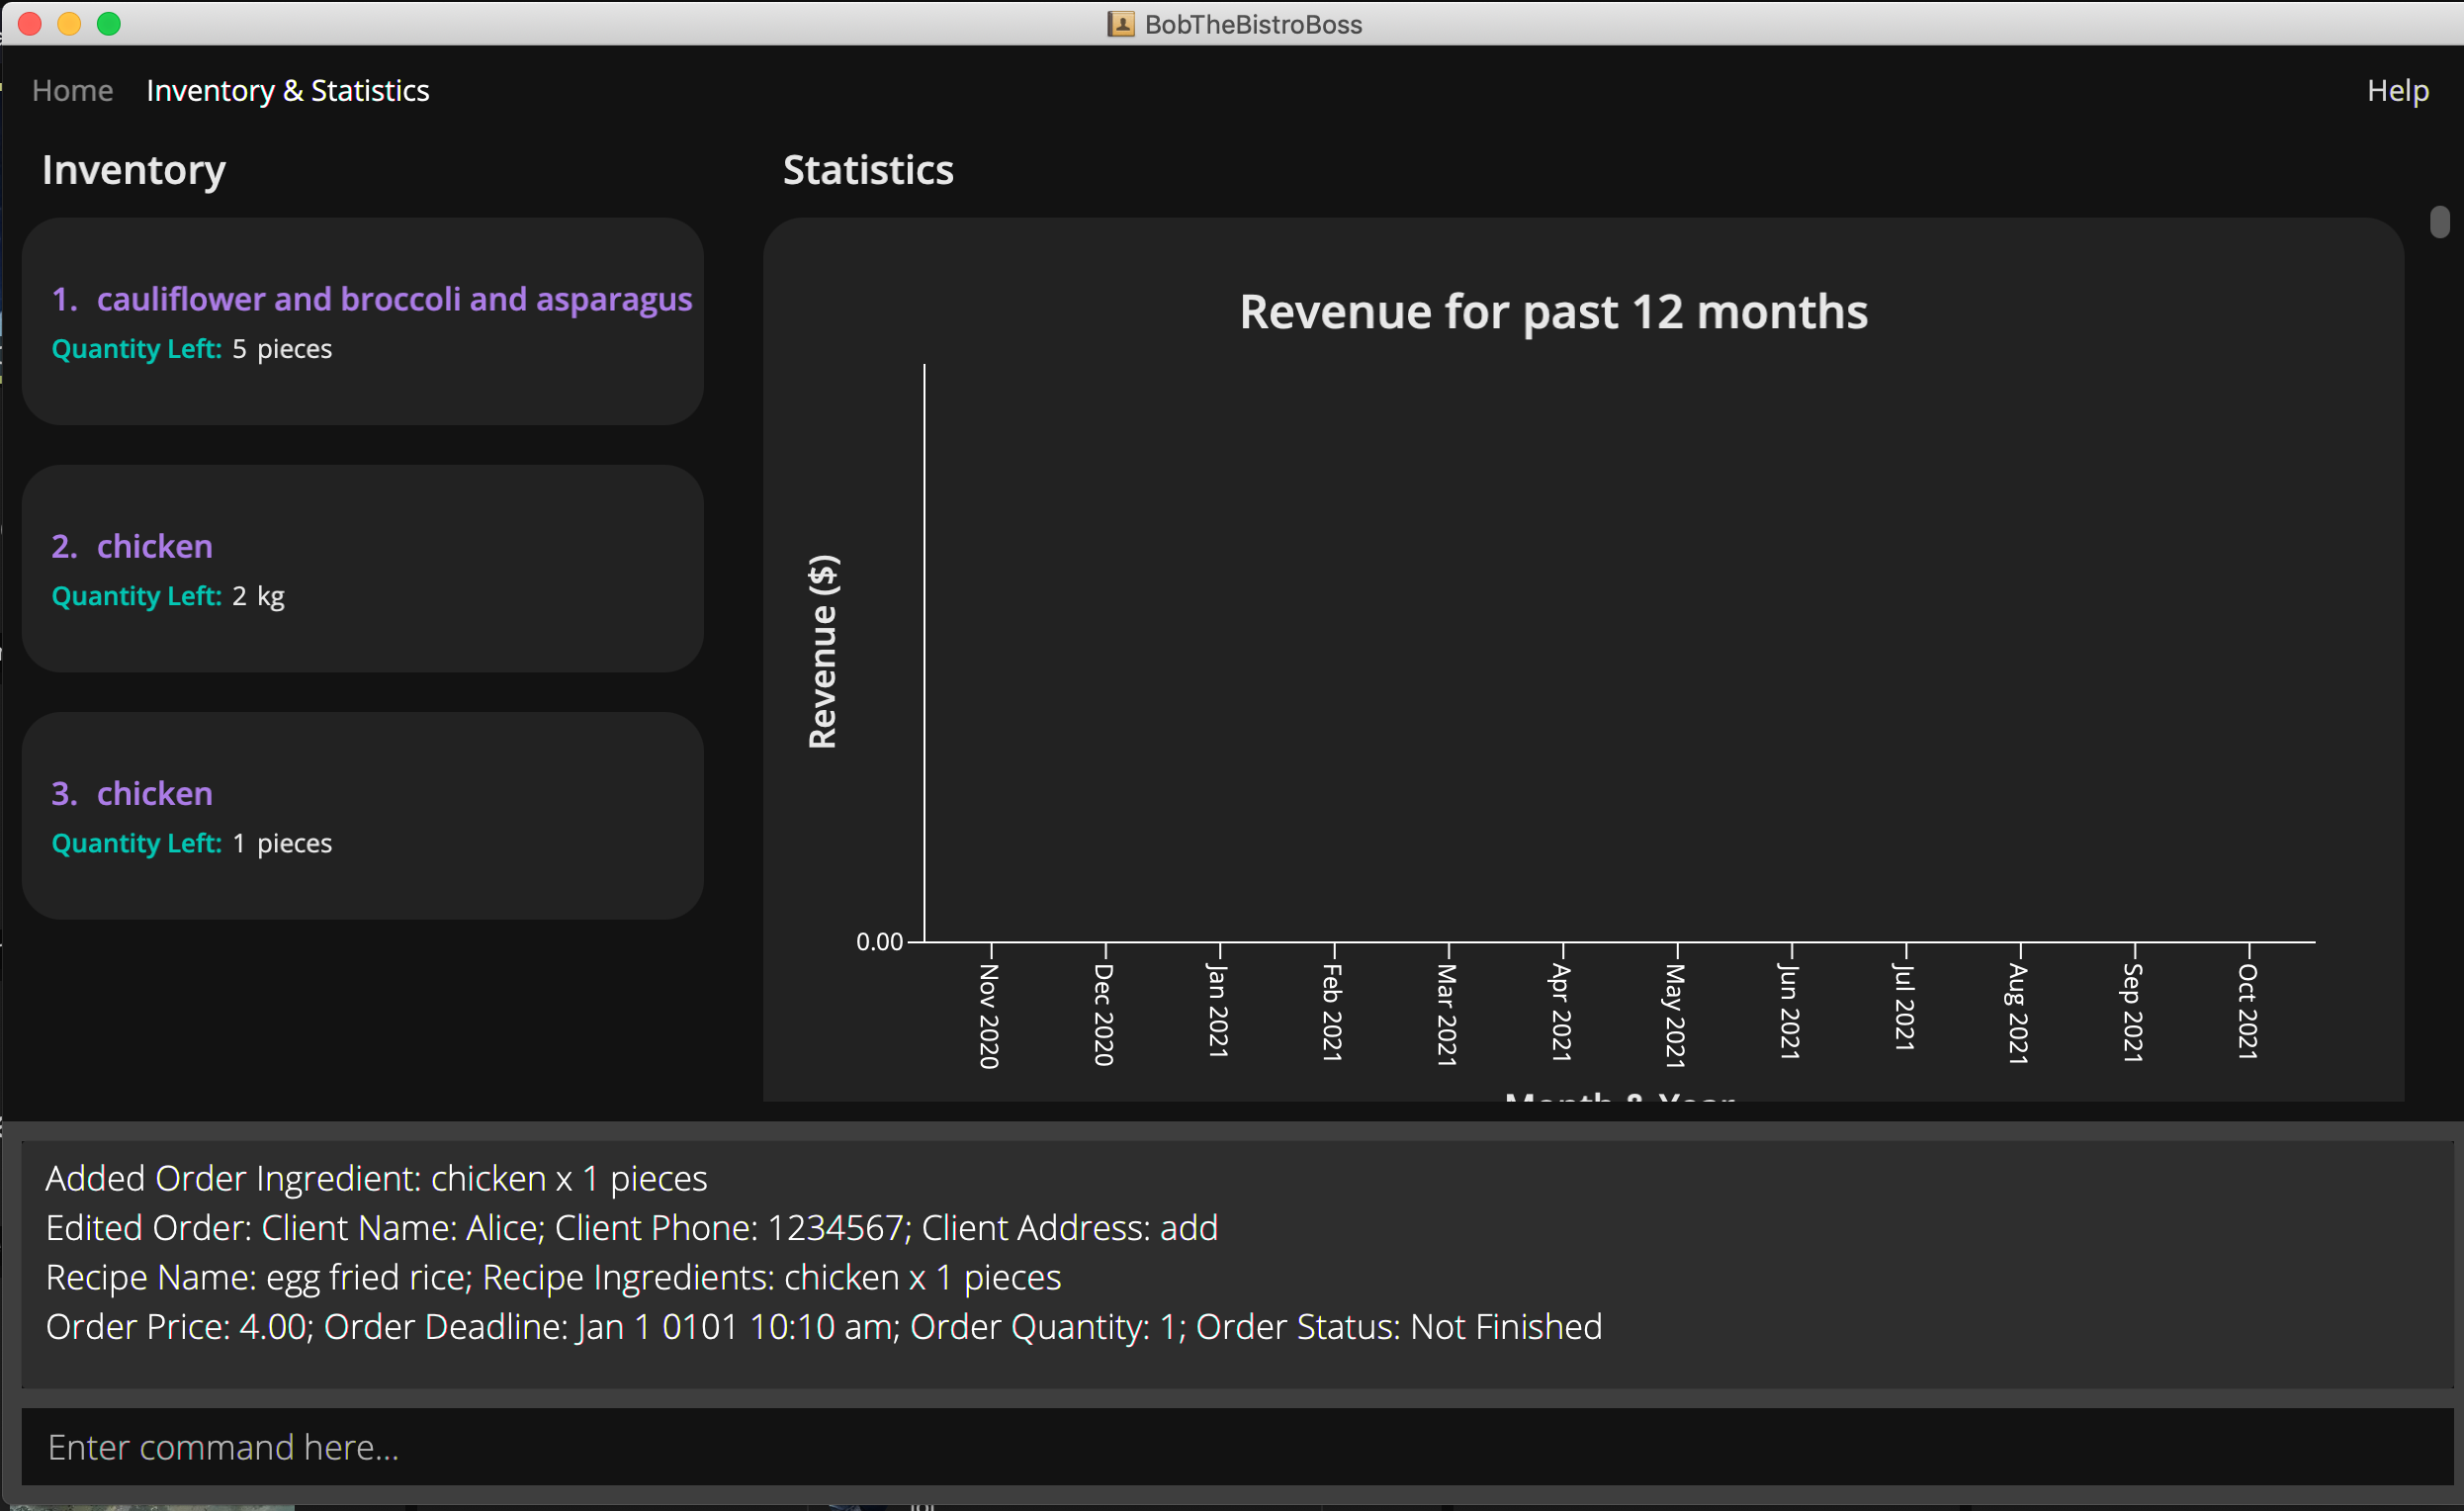 BobTheBistroBoss
Home Inventory & Statistics Help
Inventory
1. cauliflower and broccoli and asparagus
Quantity Left: 5 pieces
2. chicken
Quantity Left: 2 kg
3. chicken
Quantity Left: 1 pieces
Statistics
Revenue for past 12 months
Revenue ($)
0.00
Nov 2020
Dec 2020
Jan 2021
Feb 2021
Mar 2021
Apr 2021
May 2021
Jun 2021
Jul 2021
Aug 2021
Sep 2021
Oct 2021
Month & Year
Added Order Ingredient: chicken x 1 pieces
Edited Order: Client Name: Alice; Client Phone: 1234567; Client Address: add
Recipe Name: egg fried rice; Recipe Ingredients: chicken x 1 pieces
Order Price: 4.00; Order Deadline: Jan 1 0101 10:10 am; Order Quantity: 1; Order Status: Not Finished
Enter command here...